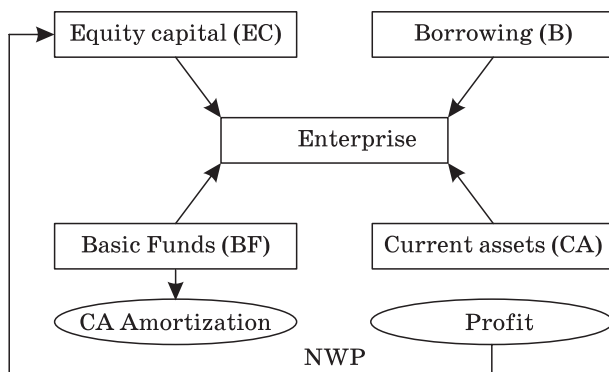 Equity capital (EC)
Borrowing (B)
Enterprise
Basic Funds (BF)
Current assets (CA)
CA Amortization
Profit
NWP